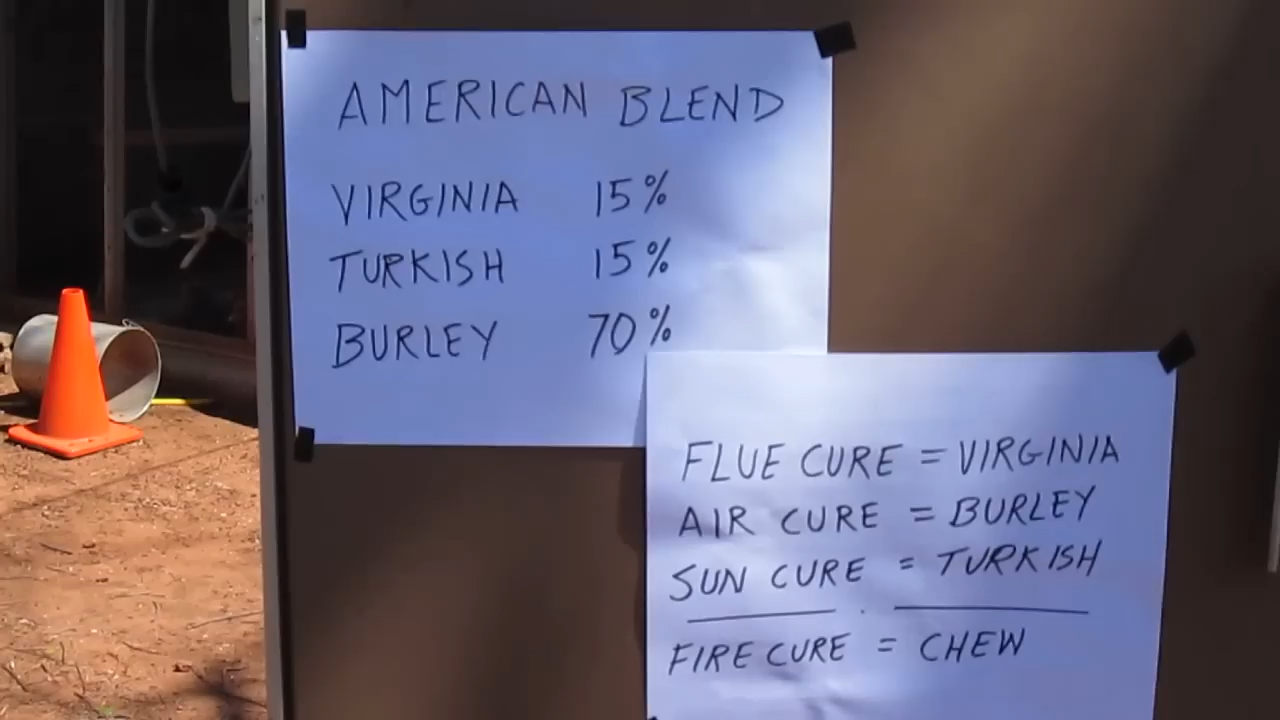 AMERICAN BLEND
VIRGINIA 15%
TURKISH 15%
BURLEY 70%
FLUE CURE = VIRGINIA
AIR CURE = BURLEY
SUN CURE = TURKISH
FIRE CURE = CHEW